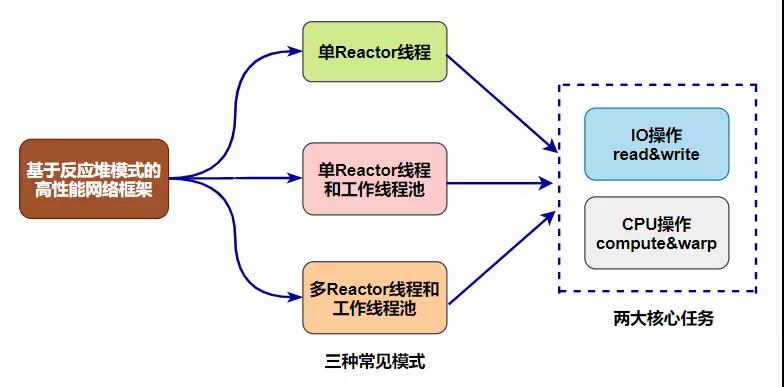 基于反应堆模式的
高性能网络框架
单Reactor线程
单Reactor线程
和工作线程池
多Reactor线程和
工作线程池
三种常见模式
IO操作
read&write
CPU操作
compute&warp
两大核心任务